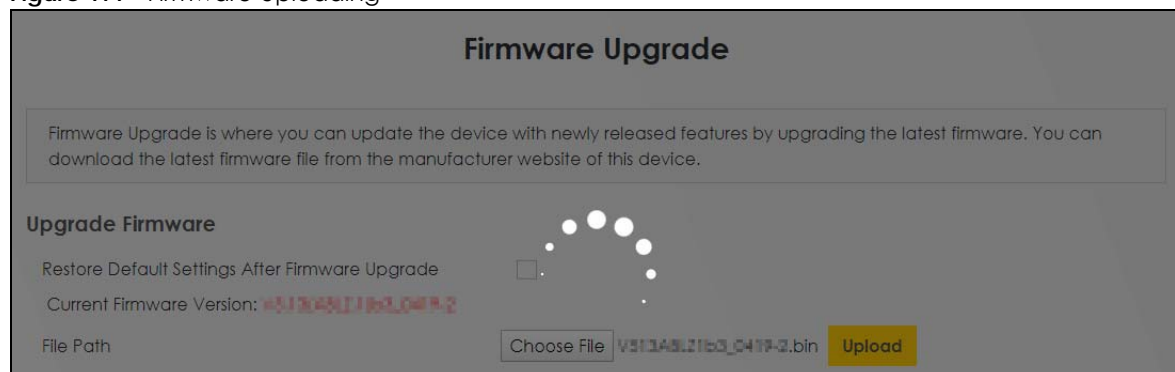 Firmware Upgrade
Firmware Upgrade is where you can update the device with newly released features by upgrading the latest firmware. You can
download the latest firmware file from the manufacturer website of this device.
Upgrade Firmware
Restore Default Settings After Firmware Upgrade
Current Firmware Version:
File Path
Choose File .bin Upload